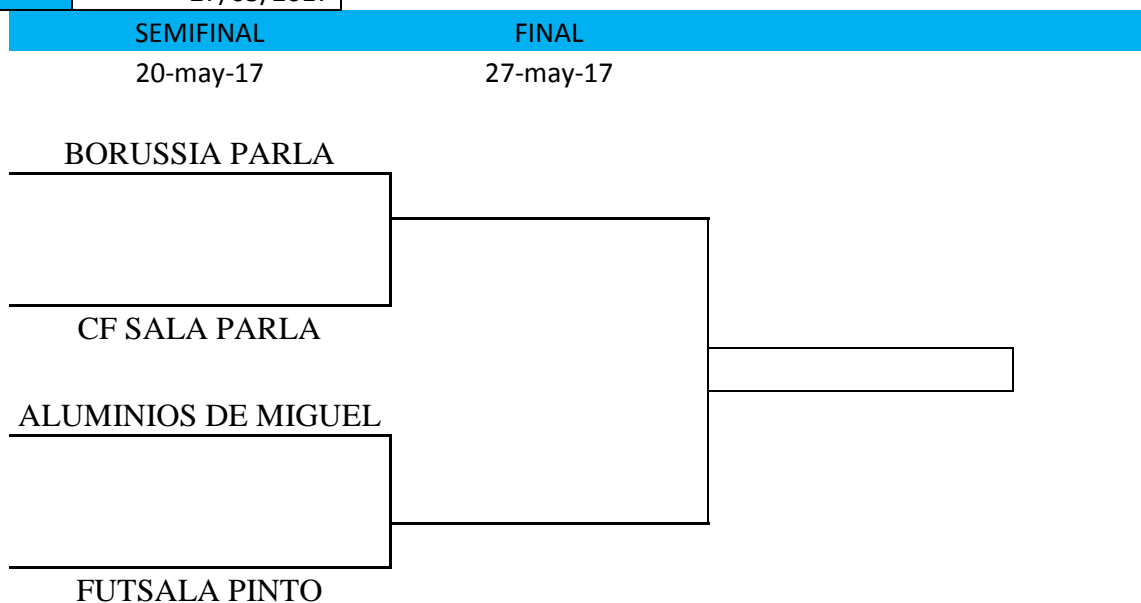 SEMIFINAL FINAL
20-may-17 27-may-17
BORUSSIA PARLA
CF SALA PARLA
ALUMINIOS DE MIGUEL
FUTSALA PINTO